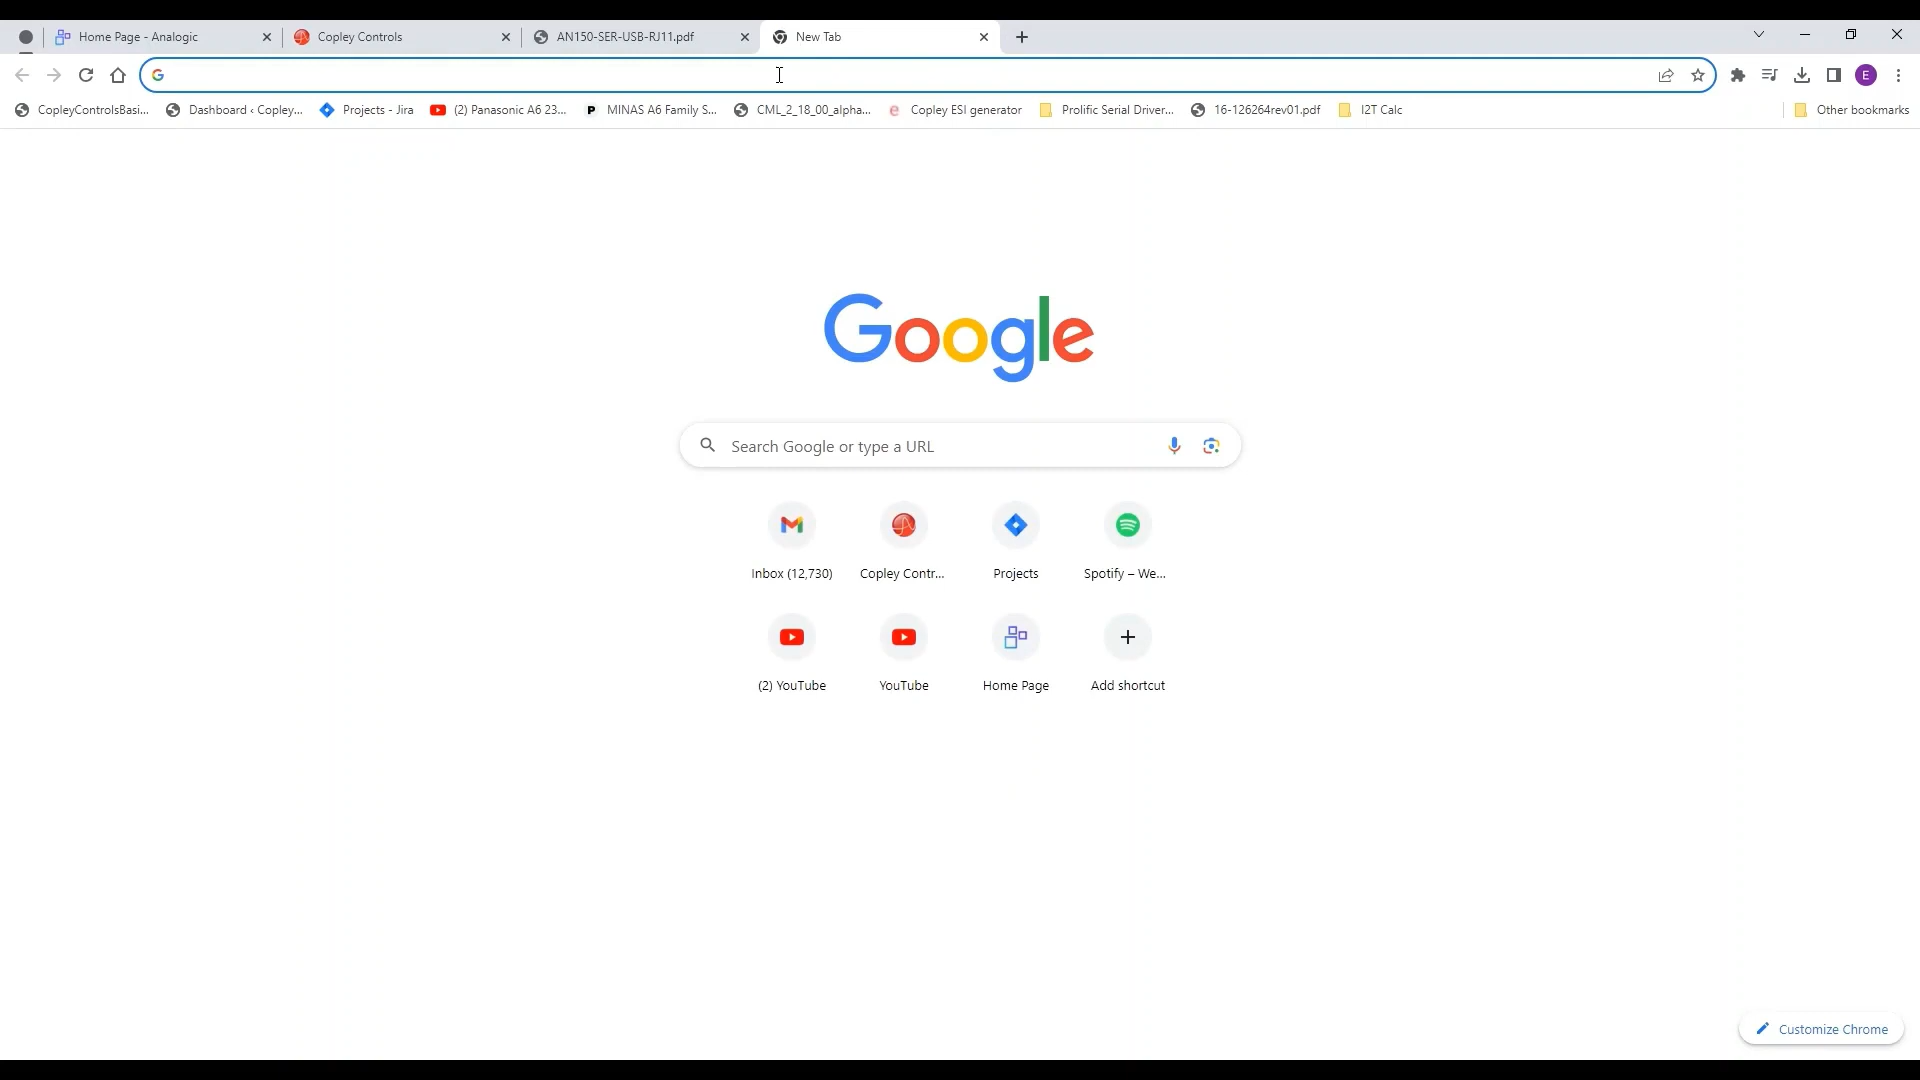 Home Page - Analogic
Copley Controls
AN150-SER-USB-RJ11.pdf
New Tab
CopleyControlsBasi...
Dashboard ‹ Copley...
Projects - Jira
(2) Panasonic A6 23...
MINAS A6 Family S...
CML_2_18_00_alpha...
Copley ESI generator
Prolific Serial Driver...
16-126264rev01.pdf
I2T Calc
Other bookmarks
E
Google
Search Google or type a URL
Inbox (12,730)
Copley Contr...
Projects
Spotify – We...
(2) YouTube
YouTube
Home Page
Add shortcut
Customize Chrome